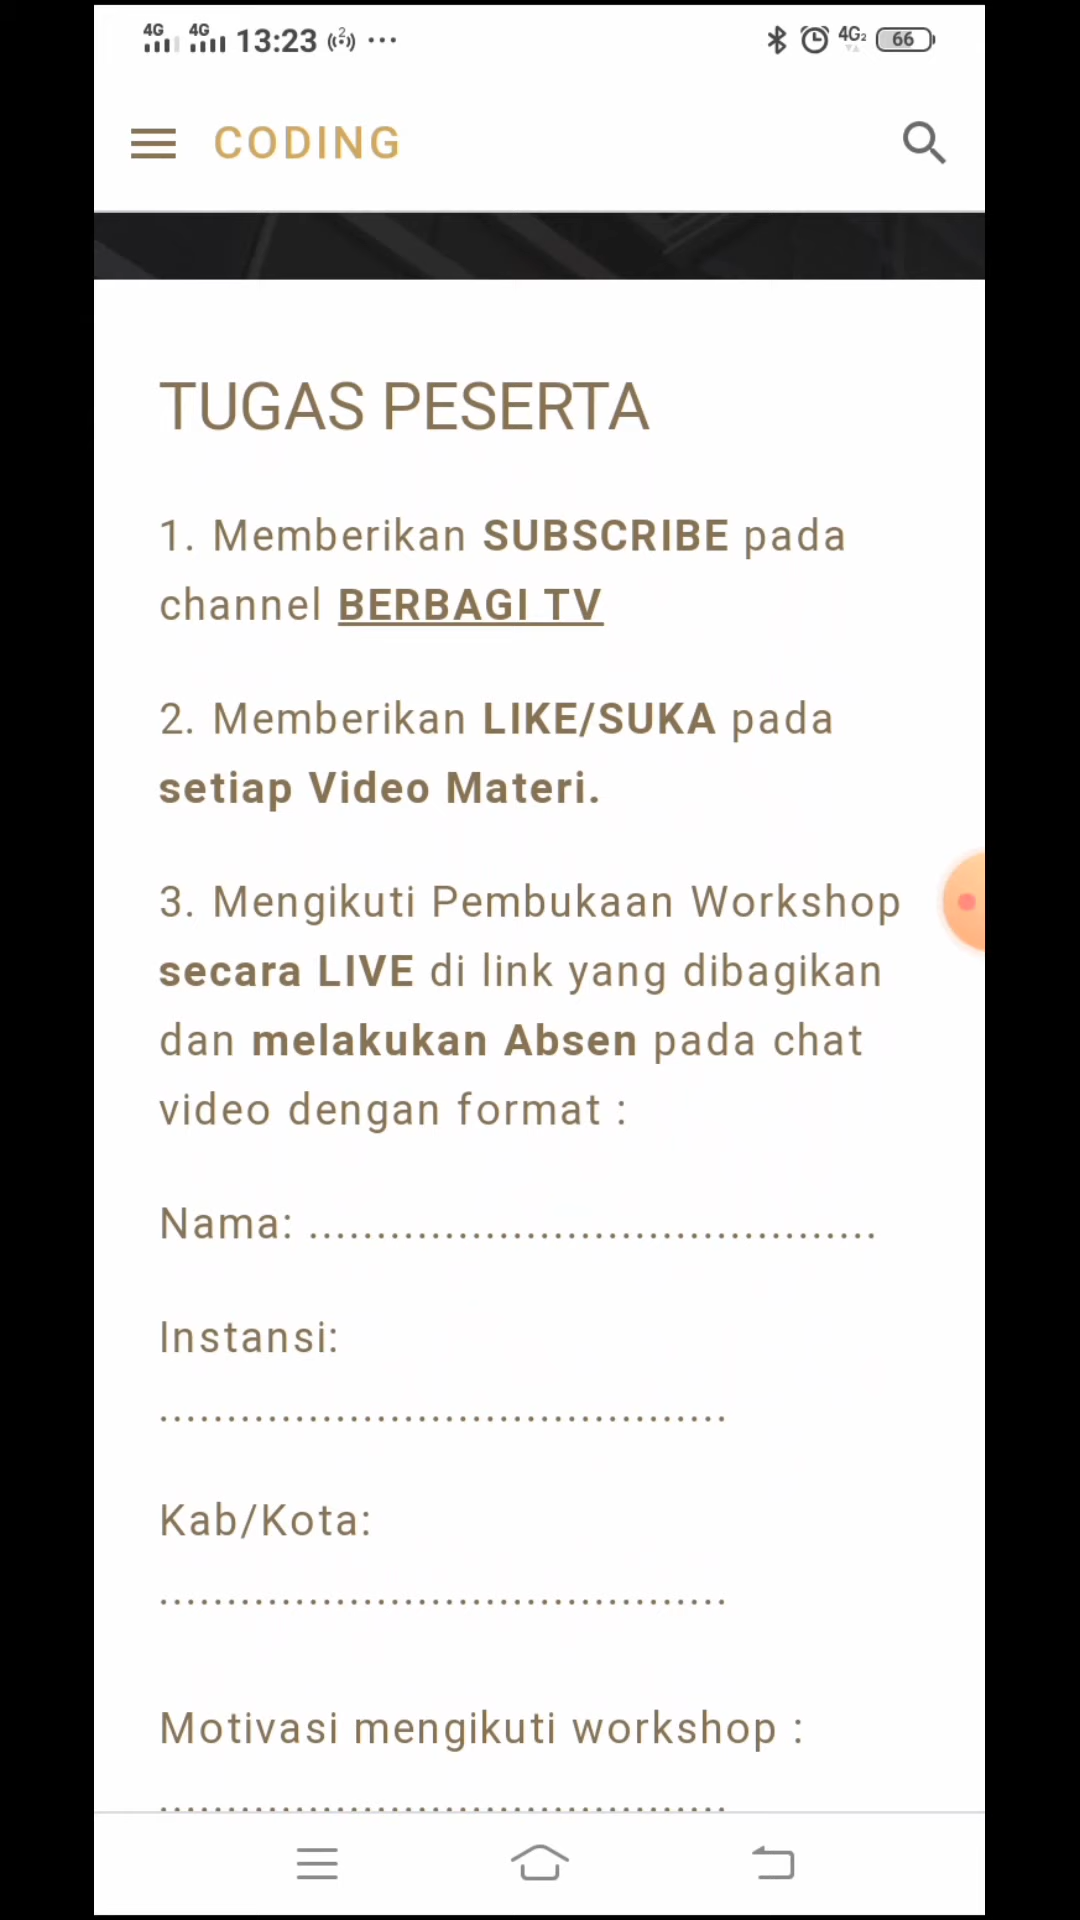 4G 4G 13:23 4G2 66
CODING
TUGAS PESERTA
1. Memberikan SUBSCRIBE pada
channel BERBAGI TV
2. Memberikan LIKE/SUKA pada
setiap Video Materi.
3. Mengikuti Pembukaan Workshop
secara LIVE di link yang dibagikan
dan melakukan Absen pada chat
video dengan format :
Nama: ..........................................
Instansi:
..........................................
Kab/Kota:
..........................................
Motivasi mengikuti workshop :
..........................................